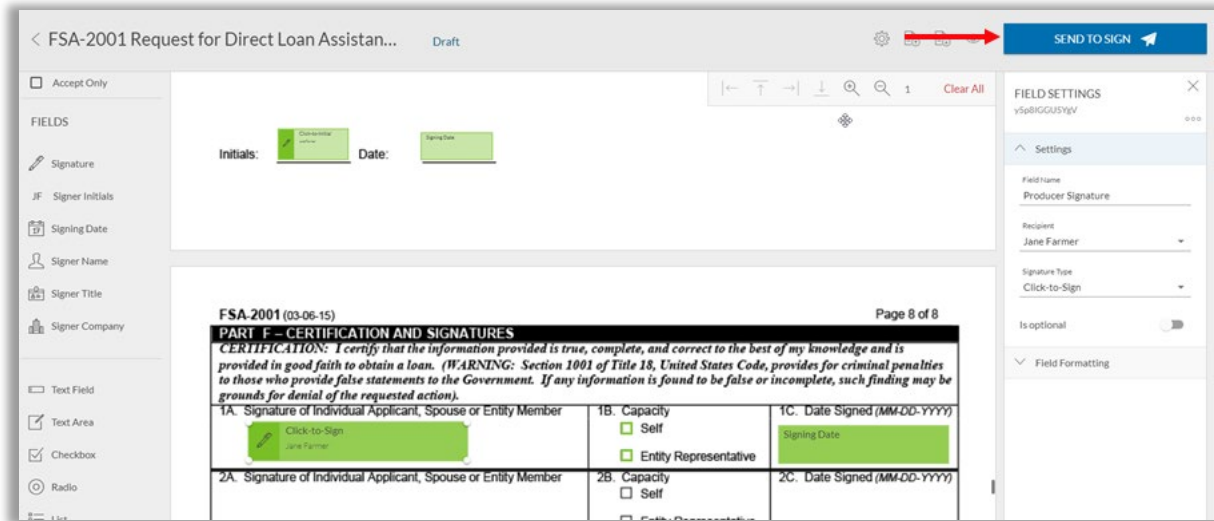 < FSA-2001 Request for Direct Loan Assistan... Draft
SEND TO SIGN
Accept Only
FIELDS
Signature
JF Signer Initials
Signing Date
Signer Name
Signer Title
Signer Company
Text Field
Text Area
Checkbox
Radio
List
1 Clear All
Initials: Click-to-Initial Date: Signing Date
FSA-2001 (03-06-15) Page 8 of 8
PART F – CERTIFICATION AND SIGNATURES
CERTIFICATION: I certify that the information provided is true, complete, and correct to the best of my knowledge and is
provided in good faith to obtain a loan. (WARNING: Section 1001 of Title 18, United States Code, provides for criminal penalties
to those who provide false statements to the Government. If any information is found to be false or incomplete, such finding may be
grounds for denial of the requested action).
1A. Signature of Individual Applicant, Spouse or Entity Member 1B. Capacity 1C. Date Signed (MM-DD-YYYY)
Click-to-Sign Self Signing Date
Jane Farmer
Entity Representative
2A. Signature of Individual Applicant, Spouse or Entity Member 2B. Capacity 2C. Date Signed (MM-DD-YYYY)
Self
Entity Representative
FIELD SETTINGS
Settings
Field Name
Producer Signature
Recipient
Jane Farmer
Signature Type
Click-to-Sign
Is optional
Field Formatting